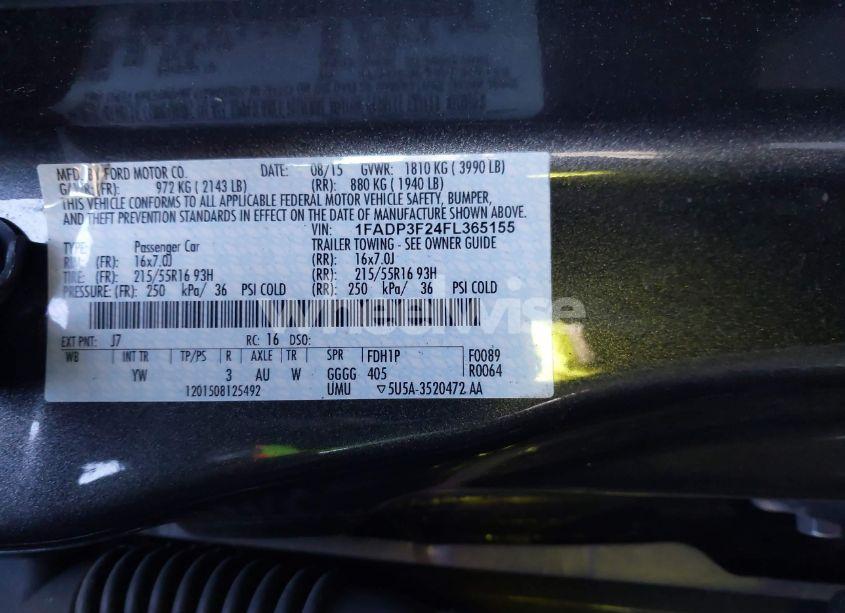 MFD. BY FORD MOTOR CO. DATE: 08/15 GVWR: 1810 KG ( 3990 LB)
GAWR: (FR): 972 KG ( 2143 LB) (RR): 880 KG ( 1940 LB)
THIS VEHICLE CONFORMS TO ALL APPLICABLE FEDERAL MOTOR VEHICLE SAFETY, BUMPER,
AND THEFT PREVENTION STANDARDS IN EFFECT ON THE DATE OF MANUFACTURE SHOWN ABOVE.
VIN: 1FADP3F24FL365155
TYPE: Passenger Car TRAILER TOWING - SEE OWNER GUIDE
RIM: (FR): 16x7.0J (RR): 16x7.0J
TIRE: (FR): 215/55R16 93H (RR): 215/55R16 93H
PRESSURE: (FR): 250 kPa/ 36 PSI COLD (RR): 250 kPa/ 36 PSI COLD
wheelwise
EXT PNT: J7 RC: 16 DSO:
WB INT TR TP/PS R AXLE TR SPR FDH1P F0089
YW 3 AU W GGGG 405 R0064
1201508125492 UMU ▽5U5A-3520472 AA